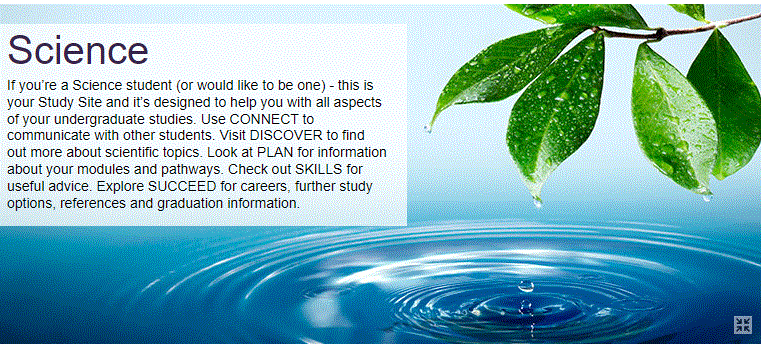 Science
If you're a Science student (or would like to be one) - this is
your Study Site and it's designed to help you with all aspects
of your undergraduate studies. Use CONNECT to
communicate with other students. Visit DISCOVER to find
out more about scientific topics. Look at PLAN for information
about your modules and pathways. Check out SKILLS for
useful advice. Explore SUCCEED for careers, further study
options, references and graduation information.